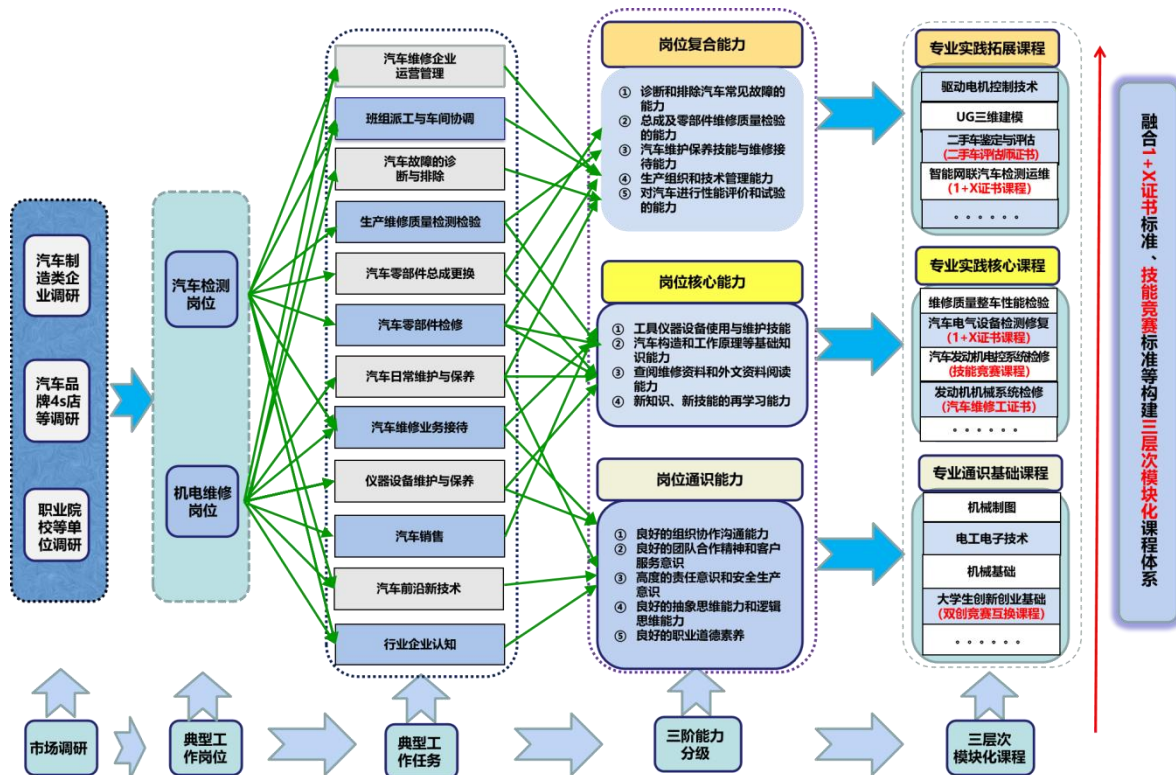 汽车制
造类企
业调研
汽车品
牌4s店
等调研
职业院
校等单
位调研
汽车检测
岗位
机电维修
岗位
汽车维修企业
运营管理
班组派工与车间协调
汽车故障的诊
断与排除
生产维修质量检测检验
汽车零部件总成更换
汽车零部件检修
汽车日常维护与保养
汽车维修业务接待
仪器设备维护与保养
汽车销售
汽车前沿新技术
行业企业认知
岗位复合能力
① 诊断和排除汽车常见故障的
能力
② 总成及零部件维修质量检验
的能力
③ 汽车维护保养技能与维修接
待能力
④ 生产组织和技术管理能力
⑤ 对汽车进行性能评价和试验
的能力
岗位核心能力
① 工具仪器设备使用与维护技能
② 汽车构造和工作原理等基础知
识能力
③ 查阅维修资料和外文资料阅读
能力
④ 新知识、新技能的再学习能力
岗位通识能力
① 良好的组织协作沟通能力
② 良好的团队合作精神和客户
服务意识
③ 高度的责任意识和安全生产
意识
④ 良好的抽象思维能力和逻辑
思维能力
⑤ 良好的职业道德素养
专业实践拓展课程
驱动电机控制技术
UG三维建模
二手车鉴定与评估
(二手车评估师证书)
智能网联汽车检测运维
(1+X证书课程)
。。。。。。
专业实践核心课程
维修质量整车性能检验
汽车电气设备检测修复
(1+X证书课程)
汽车发动机电控系统检修
(技能竞赛课程)
发动机机械系统检修
(汽车维修工证书)
。。。。。。
专业通识基础课程
机械制图
电工电子技术
机械基础
大学生创新创业基础
(双创竞赛互换课程)
。。。。。。
融合1+X证书标准、技能竞赛标准等构建三层次模块化课程体系
市场调研
典型工
作岗位
典型工
作任务
三阶能力
分级
三层次
模块化课程